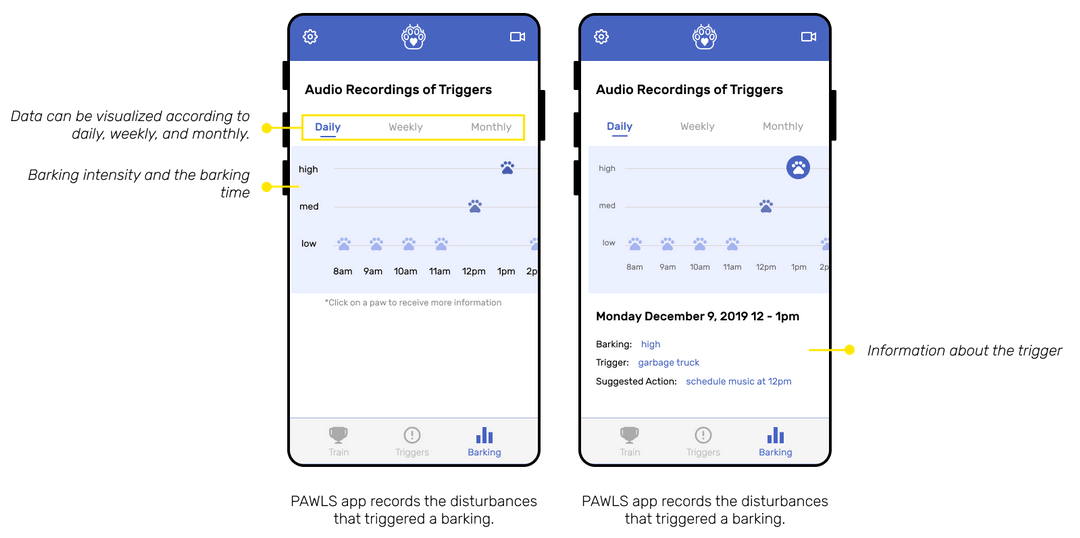 Data can be visualized according to
daily, weekly, and monthly.
Barking intensity and the barking
time
Audio Recordings of Triggers
Daily Weekly Monthly
high
med
low
8am 9am 10am 11am 12pm 1pm 2p
*Click on a paw to receive more information
Train Triggers Barking
PAWLS app records the disturbances
that triggered a barking.
Audio Recordings of Triggers
Daily Weekly Monthly
high
med
low
8am 9am 10am 11am 12pm 1pm 2p
Monday December 9, 2019 12 - 1pm
Barking: high
Trigger: garbage truck
Suggested Action: schedule music at 12pm
Train Triggers Barking
Information about the trigger
PAWLS app records the disturbances
that triggered a barking.